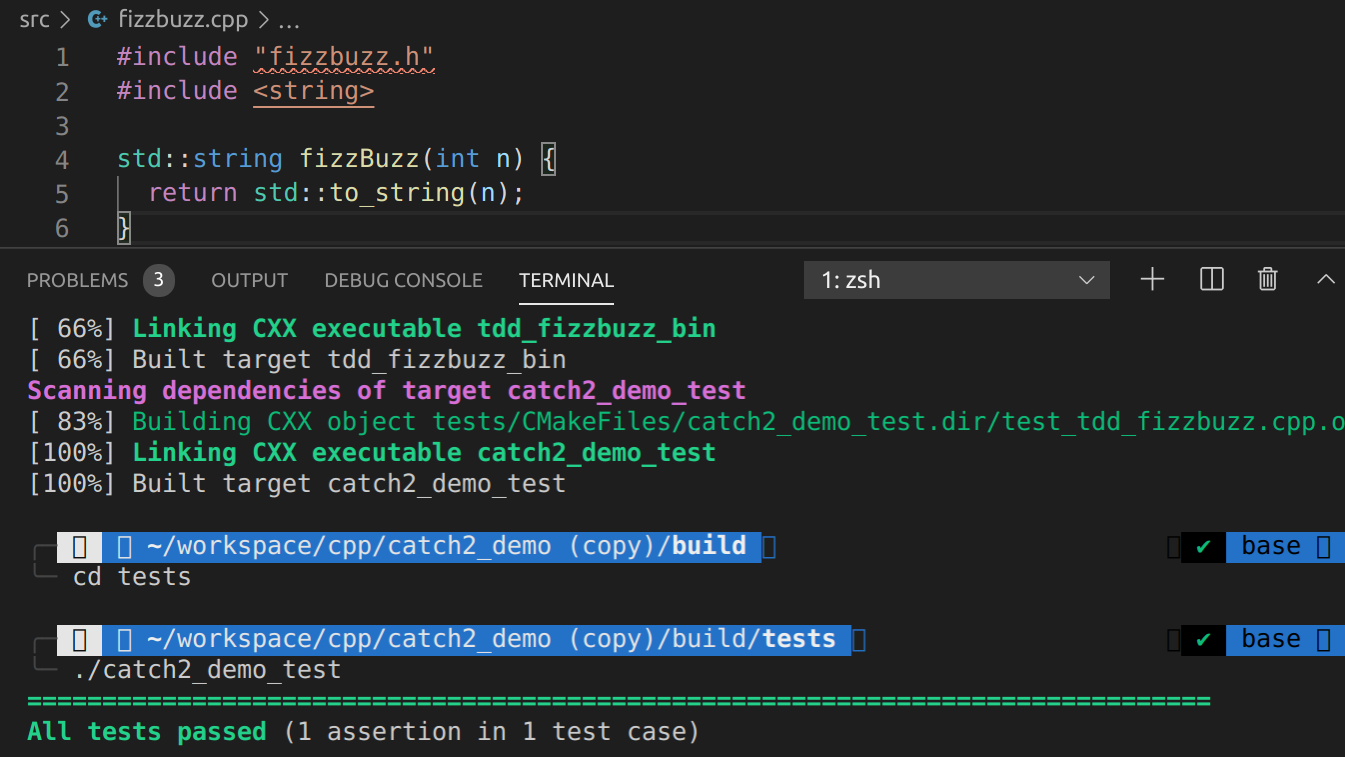 src > fizzbuzz.cpp > ...
1 #include "fizzbuzz.h"
2 #include <string>
3
4 std::string fizzBuzz(int n) {
5 return std::to_string(n);
6 }
PROBLEMS 3 OUTPUT DEBUG CONSOLE TERMINAL 1: zsh
[ 66%] Linking CXX executable tdd_fizzbuzz_bin
[ 66%] Built target tdd_fizzbuzz_bin
Scanning dependencies of target catch2_demo_test
[ 83%] Building CXX object tests/CMakeFiles/catch2_demo_test.dir/test_tdd_fizzbuzz.cpp.o
[100%] Linking CXX executable catch2_demo_test
[100%] Built target catch2_demo_test
~/workspace/cpp/catch2_demo (copy)/build ✔ base
cd tests
~/workspace/cpp/catch2_demo (copy)/build/tests ✔ base
./catch2_demo_test
===============================================================================
All tests passed (1 assertion in 1 test case)